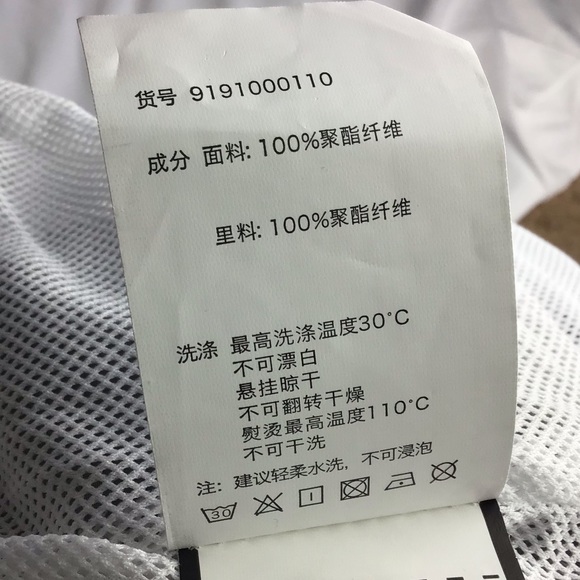 货号 9191000110
成分 面料: 100%聚酯纤维
里料: 100%聚酯纤维
洗涤 最高洗涤温度30°C
不可漂白
悬挂晾干
不可翻转干燥
熨烫最高温度110°C
不可干洗
注: 建议轻柔水洗, 不可浸泡
30